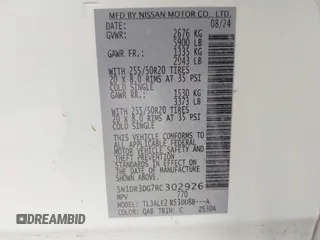 MFD BY NISSAN MOTOR CO., LTD.
DATE: 08/24
GVWR: 2676 KG
5900 LB
GAWR FR.: 1335 KG
2943 LB
WITH 255/50R20 TIRES
20 X 8.0 RIMS AT 35 PSI
COLD SINGLE
GAWR RR: 1530 KG
3373 LB
WITH 255/50R20 TIRES
20 X 8.0 RIMS AT 35 PSI
COLD SINGLE
THIS VEHICLE CONFORMS TO ALL
APPLICABLE FEDERAL MOTOR
VEHICLE SAFETY
STANDARDS IN EFFECT ON THE
DATE OF MANUFACTURE SHOWN
ABOVE.
5N1DR3DG7RC302926
MPV 770
MODEL:
COLOR: QAB TRIM: C 2S30A